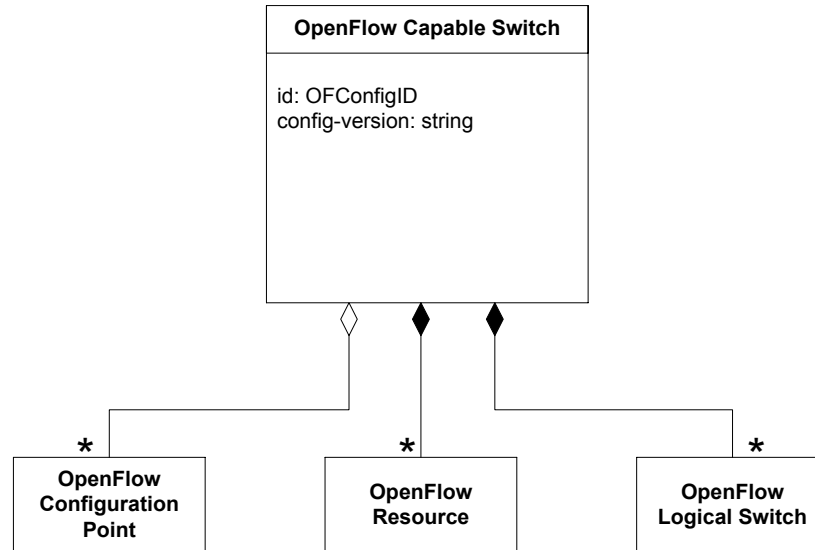 OpenFlow Capable Switch
id: OFConfigID
config-version: string
*
*
*
OpenFlow
Configuration
Point
OpenFlow
Resource
OpenFlow
Logical Switch